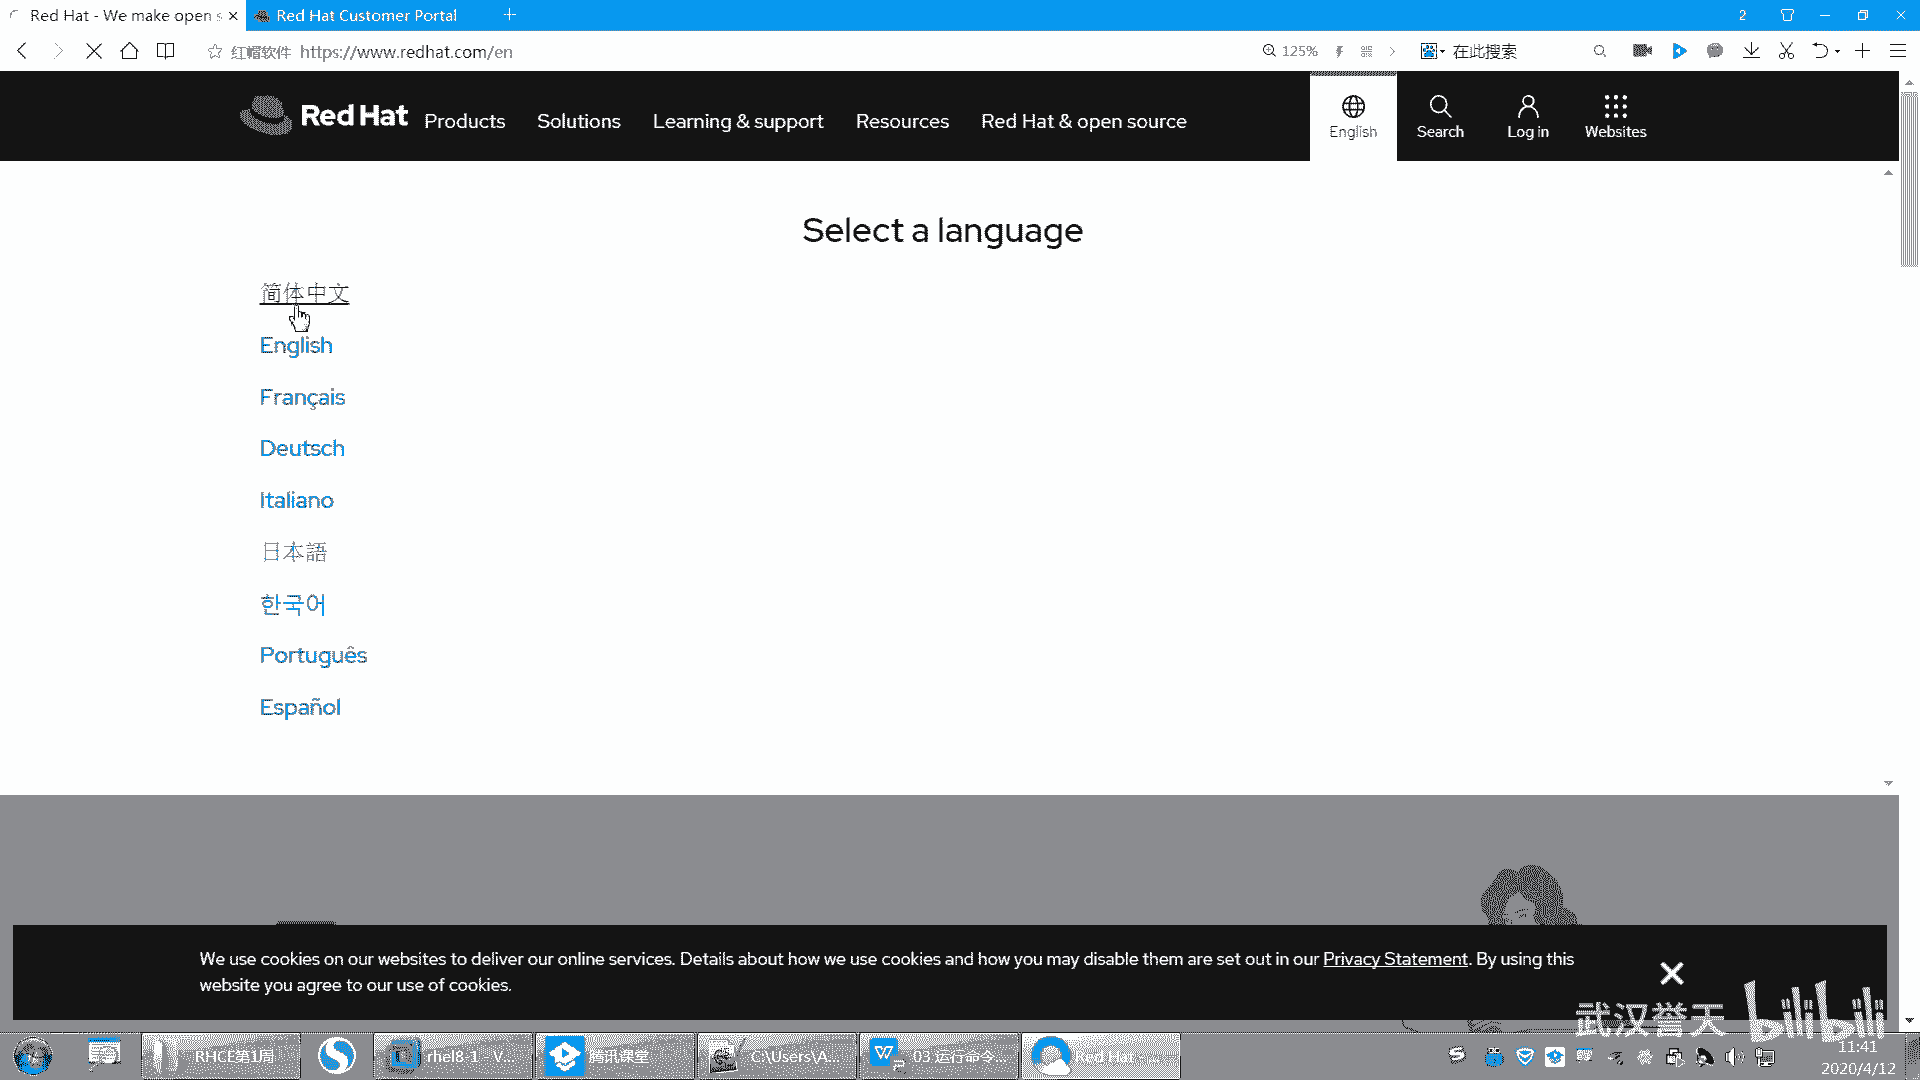 Red Hat - We make open s
Red Hat Customer Portal
2
红帽软件 https://www.redhat.com/en
125%
在此搜索
Red Hat
Products
Solutions
Learning & support
Resources
Red Hat & open source
English
Search
Log in
Websites
Select a language
简体中文
English
Français
Deutsch
Italiano
日本語
한국어
Português
Español
We use cookies on our websites to deliver our online services. Details about how we use cookies and how you may disable them are set out in our Privacy Statement. By using this
website you agree to our use of cookies.
武汉誉天 bilibili
RHCE第1周
rhel8-1 - V...
腾讯课堂
C:\Users\A...
03 运行命令...
Red Hat - ...
11:41
2020/4/12